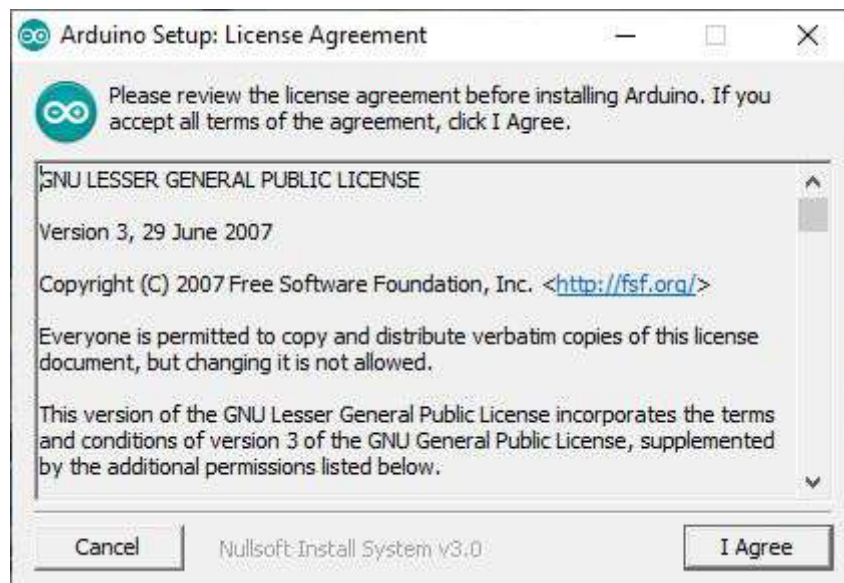 Arduino Setup: License Agreement
Please review the license agreement before installing Arduino. If you
accept all terms of the agreement, click I Agree.
GNU LESSER GENERAL PUBLIC LICENSE
Version 3, 29 June 2007
Copyright (C) 2007 Free Software Foundation, Inc. <http://fsf.org/>
Everyone is permitted to copy and distribute verbatim copies of this license
document, but changing it is not allowed.
This version of the GNU Lesser General Public License incorporates the terms
and conditions of version 3 of the GNU General Public License, supplemented
by the additional permissions listed below.
Cancel
Nullsoft Install System v3.0
I Agree